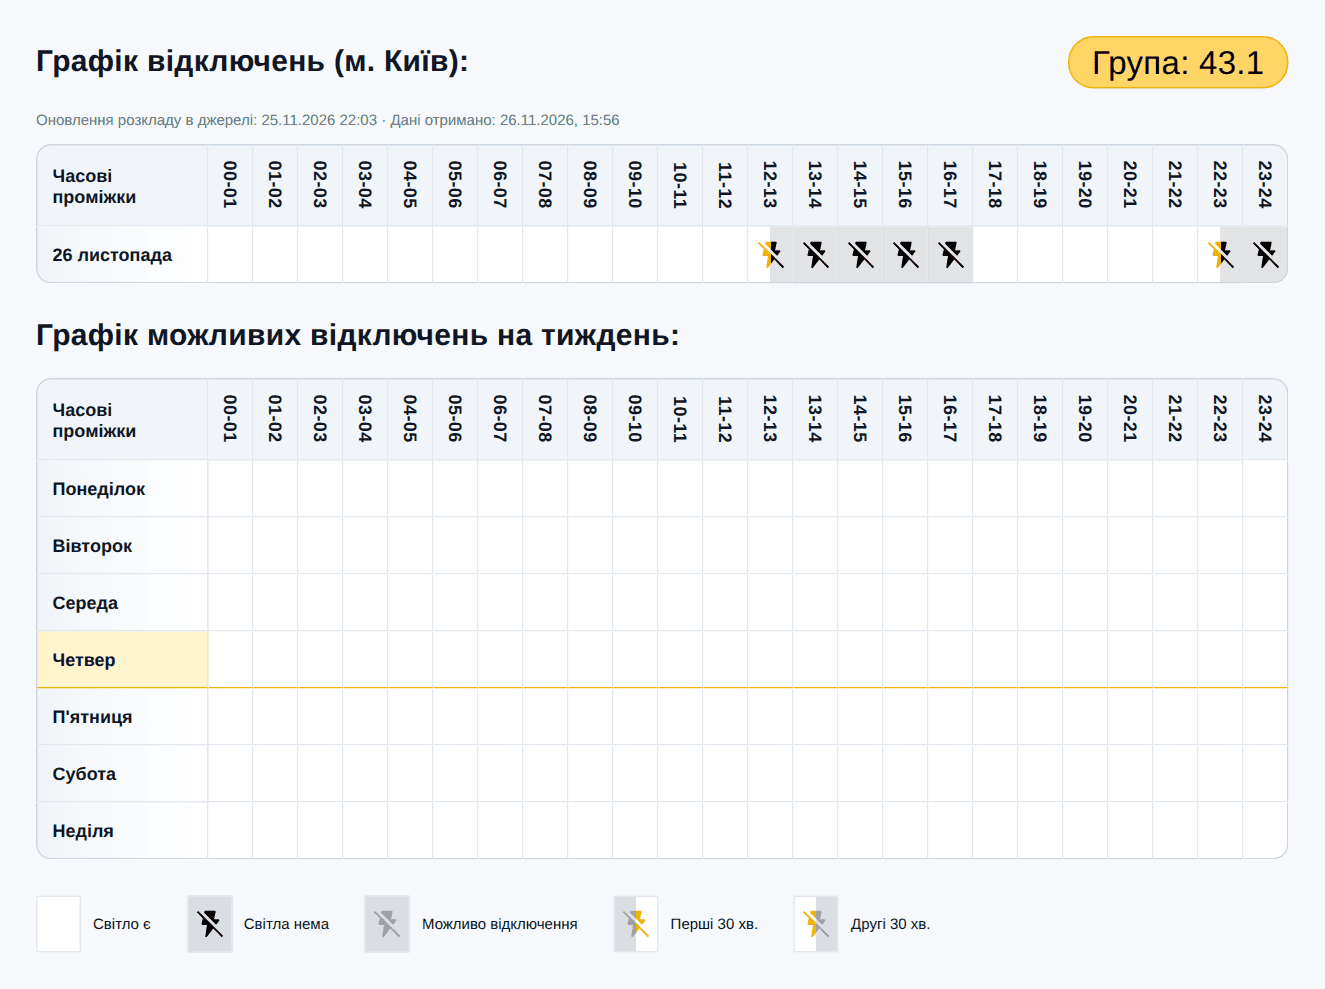 Графік відключень (м. Київ):
Група: 43.1
Оновлення розкладу в джерелі: 25.11.2026 22:03 · Дані отримано: 26.11.2026, 15:56
Часові
проміжки
00-01 01-02 02-03 03-04 04-05 05-06 06-07 07-08 08-09 09-10 10-11 11-12 12-13 13-14 14-15 15-16 16-17 17-18 18-19 19-20 20-21 21-22 22-23 23-24
26 листопада
Графік можливих відключень на тиждень:
Часові
проміжки
00-01 01-02 02-03 03-04 04-05 05-06 06-07 07-08 08-09 09-10 10-11 11-12 12-13 13-14 14-15 15-16 16-17 17-18 18-19 19-20 20-21 21-22 22-23 23-24
Понеділок
Вівторок
Середа
Четвер
П'ятниця
Субота
Неділя
Світло є
Світла нема
Можливо відключення
Перші 30 хв.
Другі 30 хв.